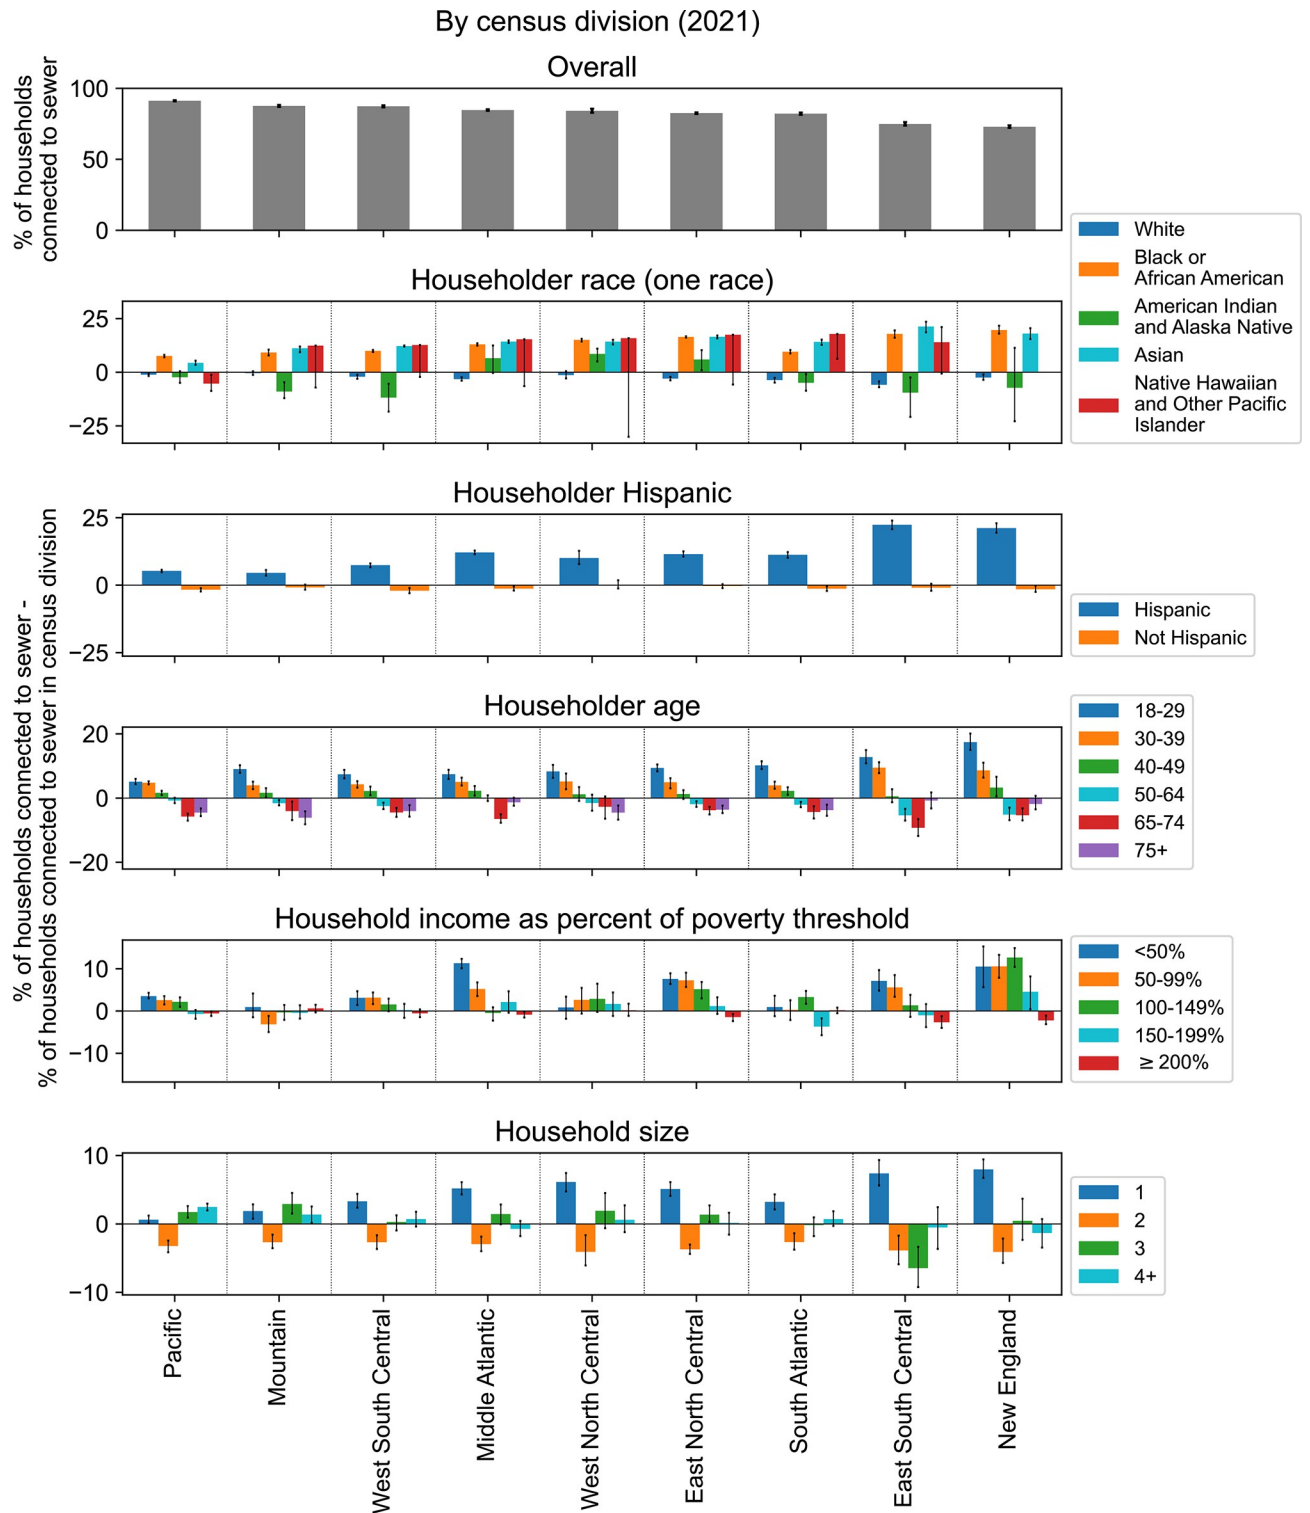 By census division (2021)
Overall
% of households
connected to sewer
100
50
0
Householder race (one race)
25
0
−25
White
Black or
African American
American Indian
and Alaska Native
Asian
Native Hawaiian
and Other Pacific
Islander
% of households connected to sewer -
% of households connected to sewer in census division
Householder Hispanic
25
0
−25
Hispanic
Not Hispanic
Householder age
20
0
−20
18-29
30-39
40-49
50-64
65-74
75+
Household income as percent of poverty threshold
10
0
−10
<50%
50-99%
100-149%
150-199%
≥ 200%
Household size
10
0
−10
1
2
3
4+
Pacific
Mountain
West South Central
Middle Atlantic
West North Central
East North Central
South Atlantic
East South Central
New England